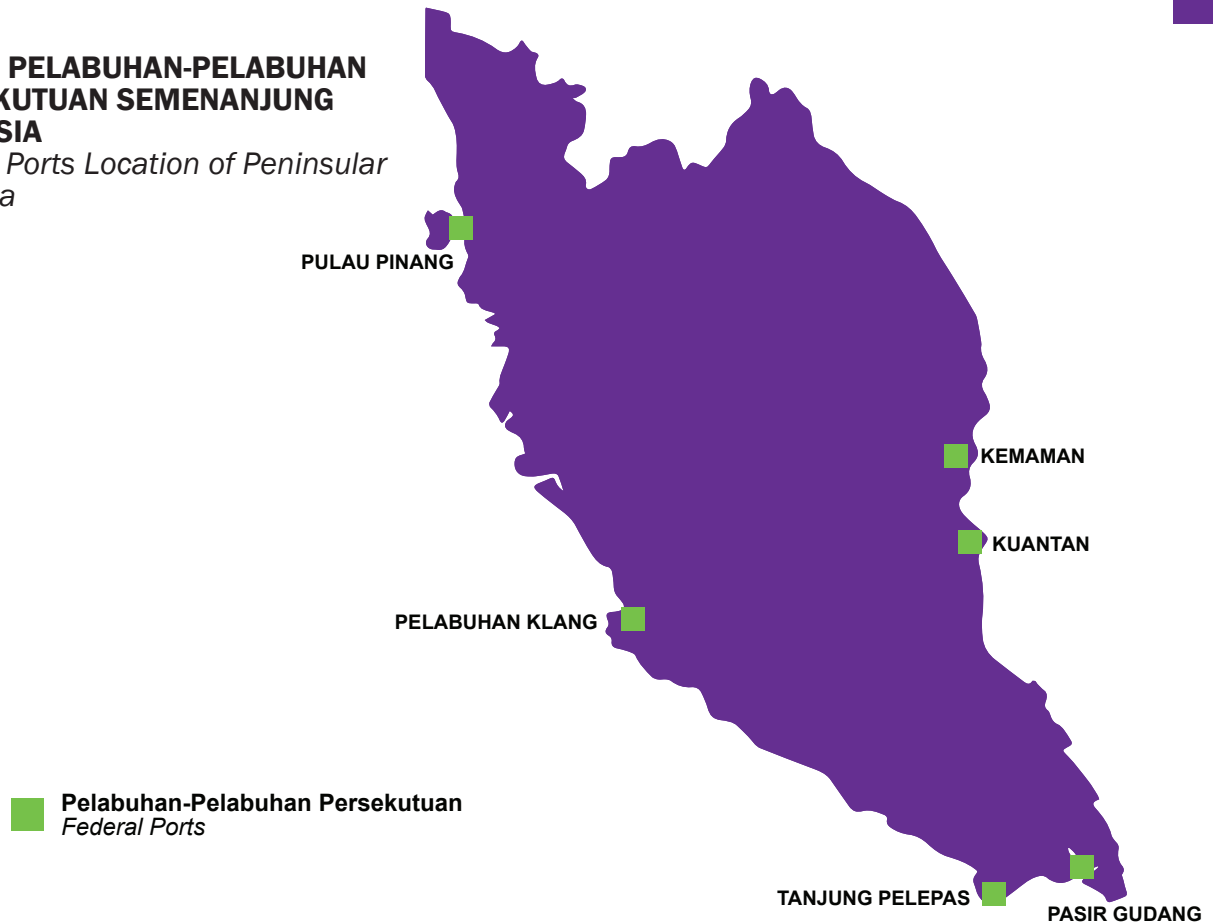 PELABUHAN-PELABUHAN
KUTUAN SEMENANJUNG
SIA
Ports Location of Peninsular
a
PULAU PINANG
KEMAMAN
KUANTAN
PELABUHAN KLANG
Pelabuhan-Pelabuhan Persekutuan
Federal Ports
TANJUNG PELEPAS
PASIR GUDANG